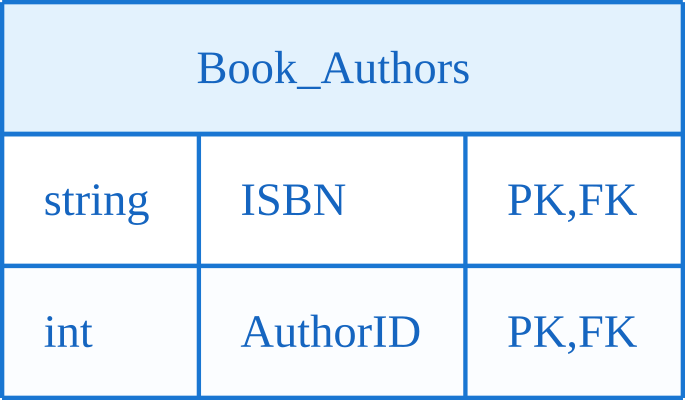 Book_Authors
string ISBN PK,FK
int AuthorID PK,FK